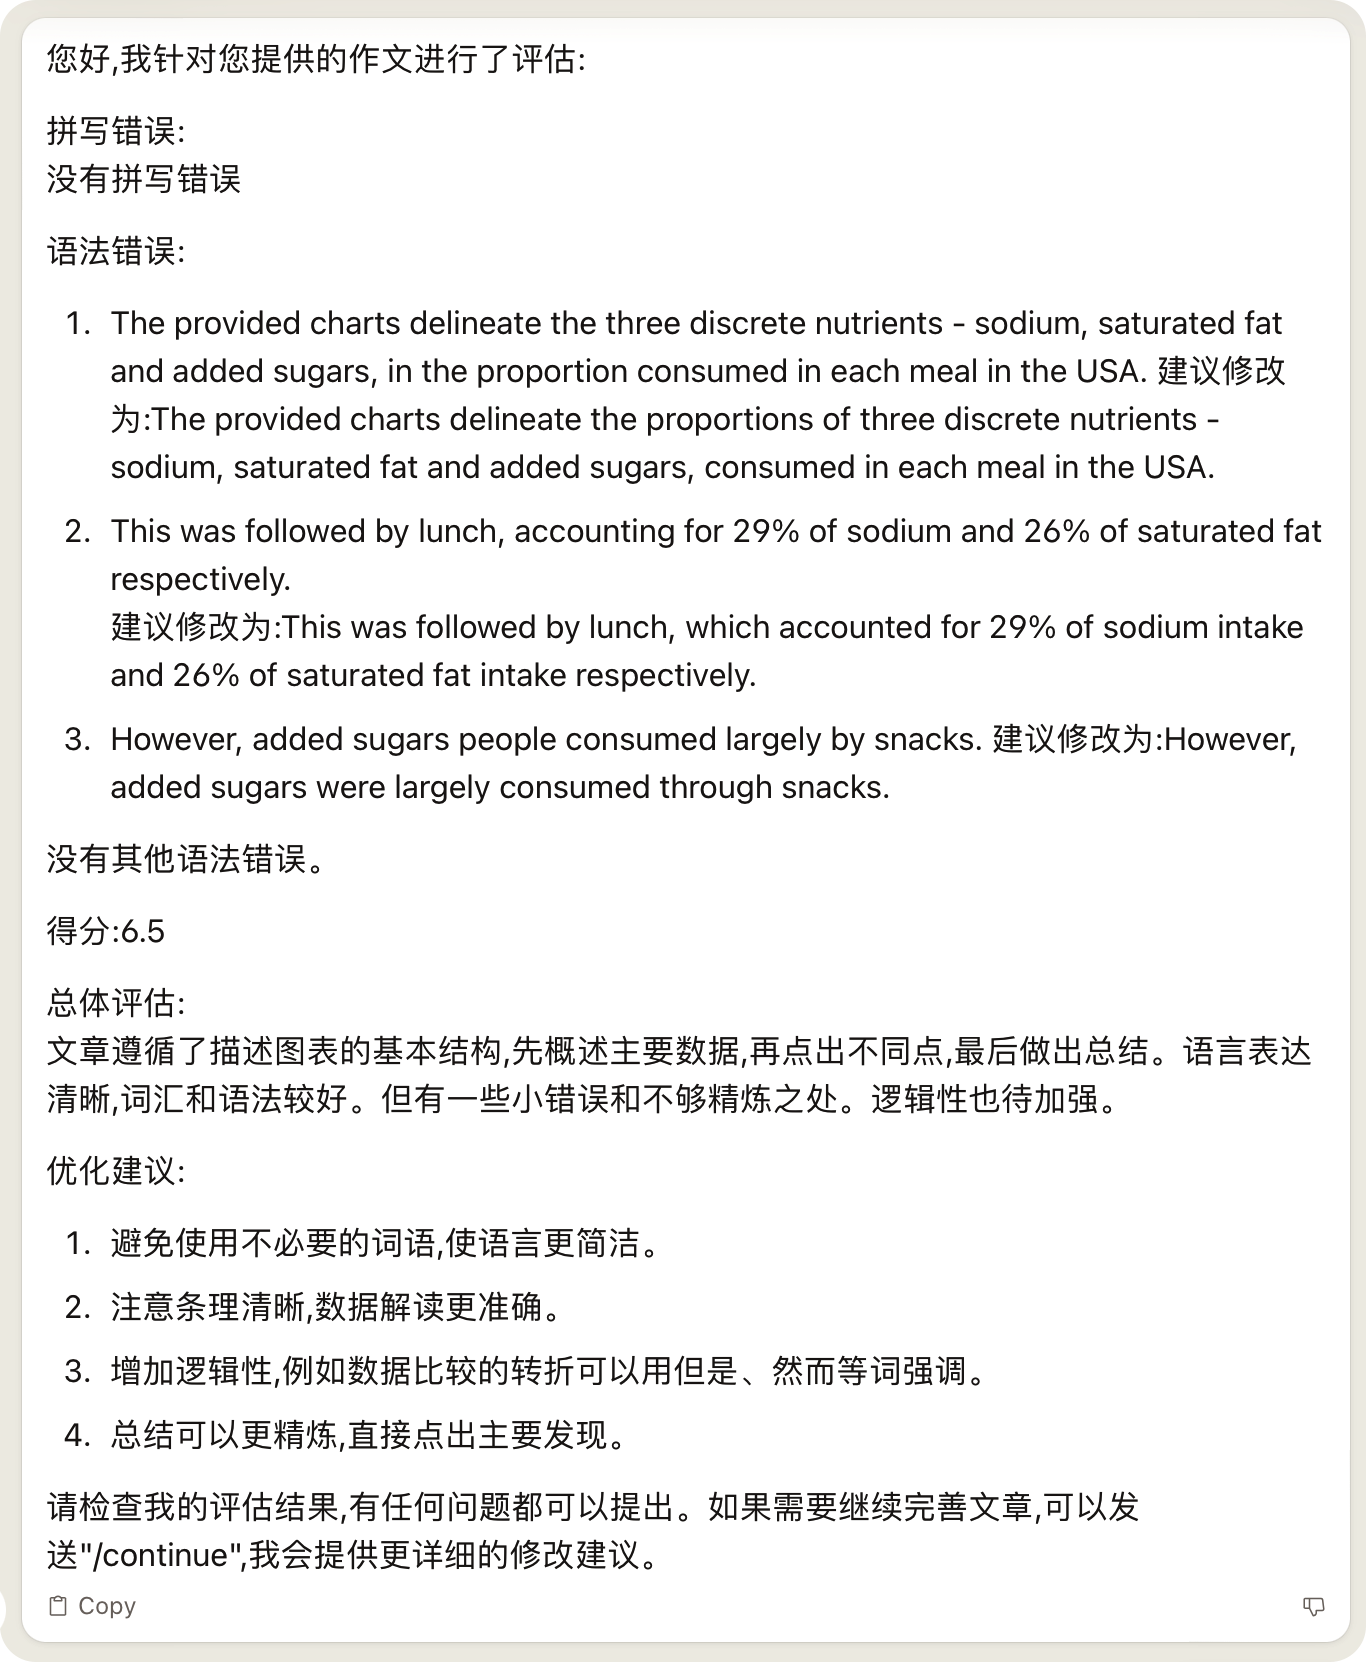 您好,我针对您提供的作文进行了评估:
拼写错误:
没有拼写错误
语法错误:
1. The provided charts delineate the three discrete nutrients - sodium, saturated fat
and added sugars, in the proportion consumed in each meal in the USA. 建议修改
为:The provided charts delineate the proportions of three discrete nutrients -
sodium, saturated fat and added sugars, consumed in each meal in the USA.
2. This was followed by lunch, accounting for 29% of sodium and 26% of saturated fat
respectively.
建议修改为:This was followed by lunch, which accounted for 29% of sodium intake
and 26% of saturated fat intake respectively.
3. However, added sugars people consumed largely by snacks. 建议修改为:However,
added sugars were largely consumed through snacks.
没有其他语法错误。
得分:6.5
总体评估:
文章遵循了描述图表的基本结构,先概述主要数据,再点出不同点,最后做出总结。语言表达
清晰,词汇和语法较好。但有一些小错误和不够精炼之处。逻辑性也待加强。
优化建议:
1. 避免使用不必要的词语,使语言更简洁。
2. 注意条理清晰,数据解读更准确。
3. 增加逻辑性,例如数据比较的转折可以用但是、然而等词强调。
4. 总结可以更精炼,直接点出主要发现。
请检查我的评估结果,有任何问题都可以提出。如果需要继续完善文章,可以发
送"/continue",我会提供更详细的修改建议。
Copy